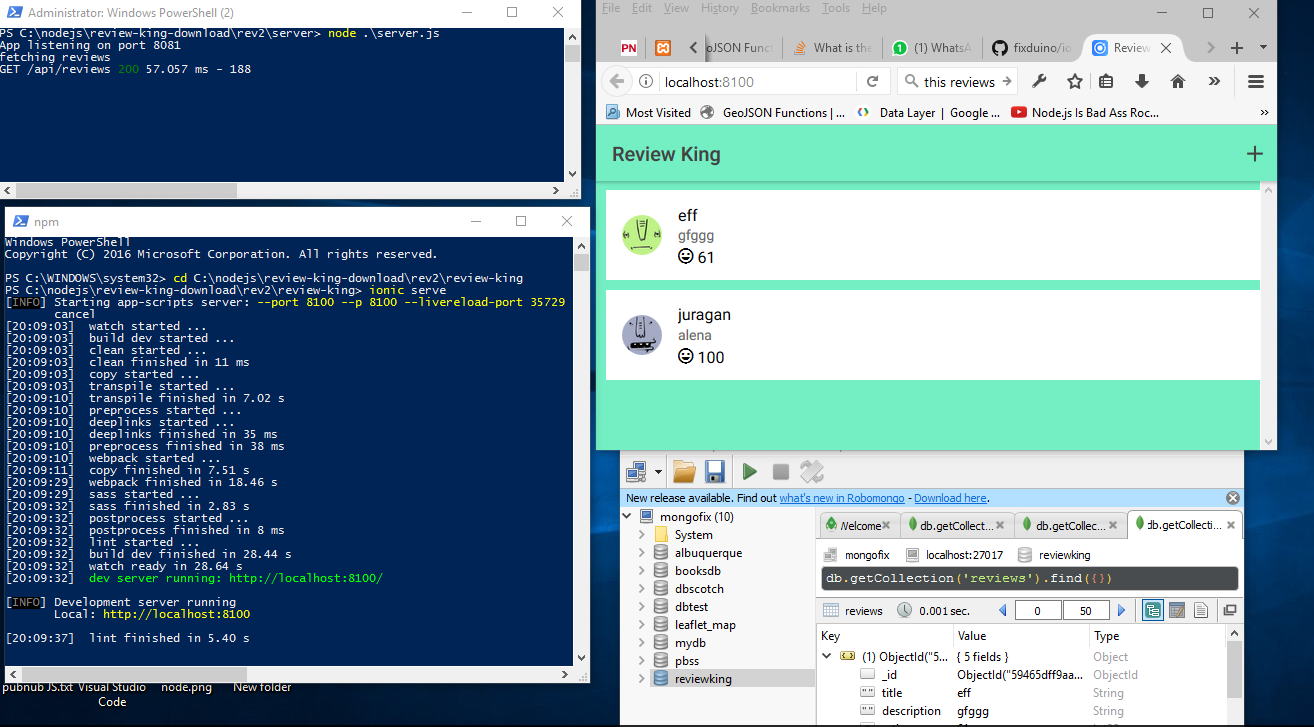 Administrator: Windows PowerShell (2)
PS C:\nodejs\review-king-download\rev2\server> node .\server.js
App listening on port 8081
fetching reviews
GET /api/reviews 200 57.057 ms - 188
npm
Windows PowerShell
Copyright (C) 2016 Microsoft Corporation. All rights reserved.
PS C:\WINDOWS\system32> cd C:\nodejs\review-king-download\rev2\review-king
PS C:\nodejs\review-king-download\rev2\review-king> ionic serve
[INFO] Starting app-scripts server: --port 8100 --p 8100 --livereload-port 35729
cancel
[20:09:03] watch started ...
[20:09:03] build dev started ...
[20:09:03] clean started ...
[20:09:03] clean finished in 11 ms
[20:09:03] copy started ...
[20:09:03] transpile started ...
[20:09:10] transpile finished in 7.02 s
[20:09:10] preprocess started ...
[20:09:10] deeplinks started ...
[20:09:10] deeplinks finished in 35 ms
[20:09:10] preprocess finished in 38 ms
[20:09:10] webpack started ...
[20:09:11] copy finished in 7.51 s
[20:09:29] webpack finished in 18.46 s
[20:09:29] sass started ...
[20:09:32] sass finished in 2.83 s
[20:09:32] postprocess started ...
[20:09:32] postprocess finished in 8 ms
[20:09:32] lint started ...
[20:09:32] build dev finished in 28.44 s
[20:09:32] watch ready in 28.64 s
[20:09:32] dev server running: http://localhost:8100/
[INFO] Development server running
Local: http://localhost:8100
[20:09:37] lint finished in 5.40 s
pubnub JS.txt Visual Studio Code node.png New folder
File Edit View History Bookmarks Tools Help
PN oJSON Funct What is the 1 (1) WhatsA fixduino/io Review
localhost:8100 this reviews
Most Visited GeoJSON Functions | ... Data Layer | Google ... Node.js Is Bad Ass Roc...
Review King
eff
gfggg
61
juragan
alena
100
New release available. Find out what's new in Robomongo - Download here.
mongofix (10)
System
albuquerque
booksdb
dbscotch
dbtest
leaflet_map
mydb
pbss
reviewking
Welcome db.getCollect... db.getCollec... db.getCollecti...
mongofix localhost:27017 reviewking
db.getCollection('reviews').find({})
reviews 0.001 sec. 0 50
Key Value Type
(1) ObjectId("5... { 5 fields } Object
_id ObjectId("59465dff9aa... ObjectId
title eff String
description gfggg String